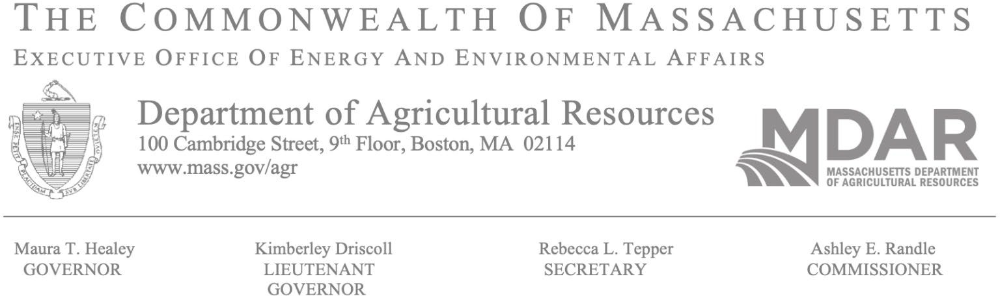 THE COMMONWEALTH OF MASSACHUSETTS
EXECUTIVE OFFICE OF ENERGY AND ENVIRONMENTAL AFFAIRS
Department of Agricultural Resources
100 Cambridge Street, 9th Floor, Boston, MA 02114
www.mass.gov/agr
ENSE PETIT PLACIDAM SVB LIBERTATE QVIETEM
MDAR
MASSACHUSETTS DEPARTMENT
OF AGRICULTURAL RESOURCES
Maura T. Healey
GOVERNOR
Kimberley Driscoll
LIEUTENANT
GOVERNOR
Rebecca L. Tepper
SECRETARY
Ashley E. Randle
COMMISSIONER